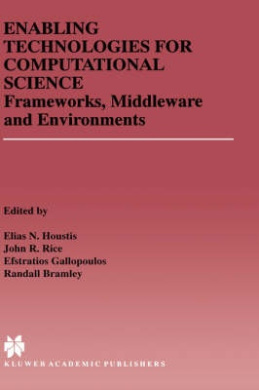 ENABLING
TECHNOLOGIES FOR
COMPUTATIONAL
SCIENCE
Frameworks, Middleware
and Environments
Edited by
Elias N. Houstis
John R. Rice
Efstratios Gallopoulos
Randall Bramley
KLUWER ACADEMIC PUBLISHERS